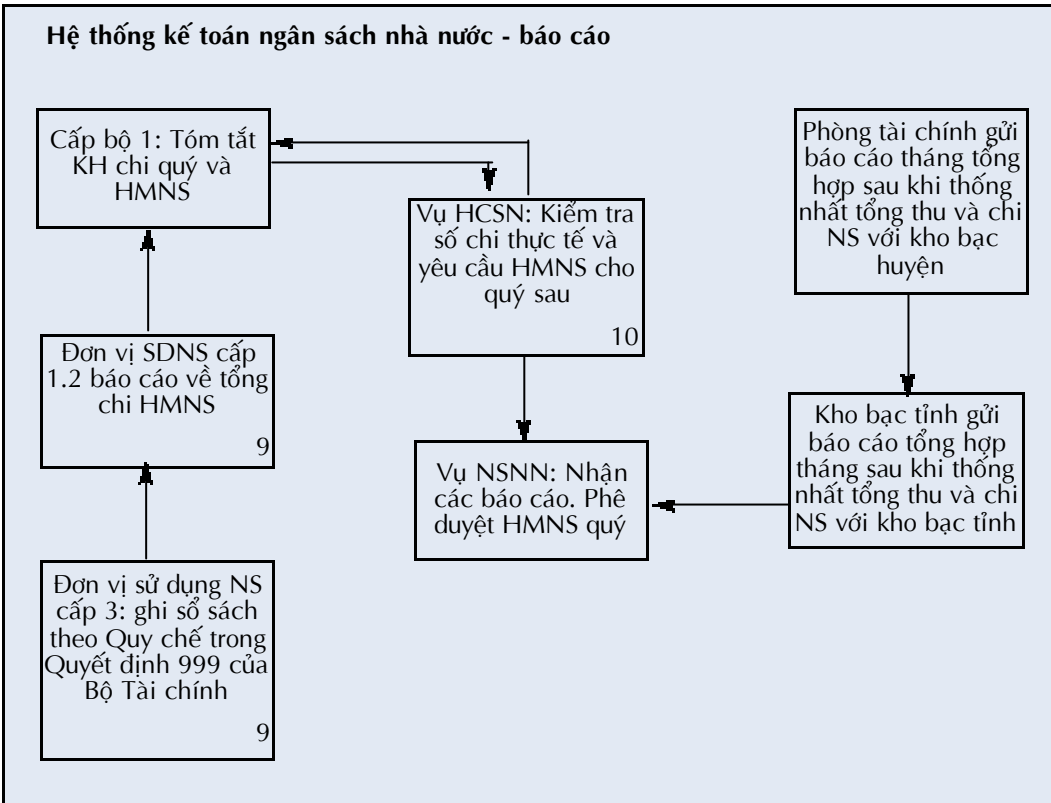 Hệ thống kế toán ngân sách nhà nước - báo cáo
Cấp bộ 1: Tóm tắt
KH chi quý và
HMNS
Đơn vị SDNS cấp
1.2 báo cáo về tổng
chi HMNS
9
Đơn vị sử dụng NS
cấp 3: ghi sổ sách
theo Quy chế trong
Quyết định 999 của
Bộ Tài chính
9
Vụ HCSN: Kiểm tra
số chi thực tế và
yêu cầu HMNS cho
quý sau
10
Vụ NSNN: Nhận
các báo cáo. Phê
duyệt HMNS quý
Phòng tài chính gửi
báo cáo tháng tổng
hợp sau khi thống
nhất tổng thu và chi
NS với kho bạc
huyện
Kho bạc tỉnh gửi
báo cáo tổng hợp
tháng sau khi thống
nhất tổng thu và chi
NS với kho bạc tỉnh